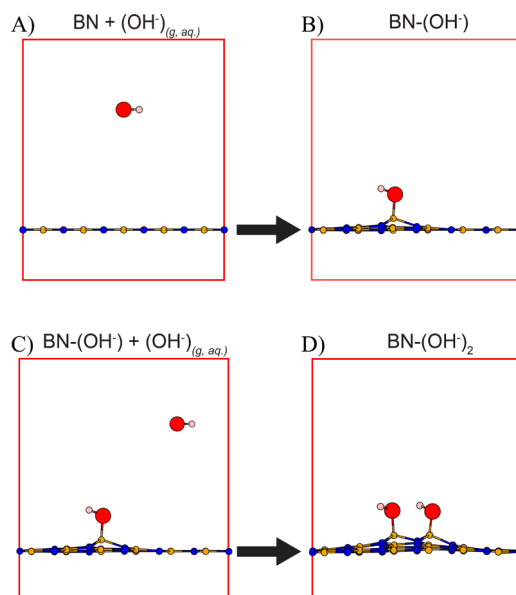 A) BN + (OH⁻)₍g, aq.₎
B) BN-(OH⁻)
C) BN-(OH⁻) + (OH⁻)₍g, aq.₎
D) BN-(OH⁻)₂